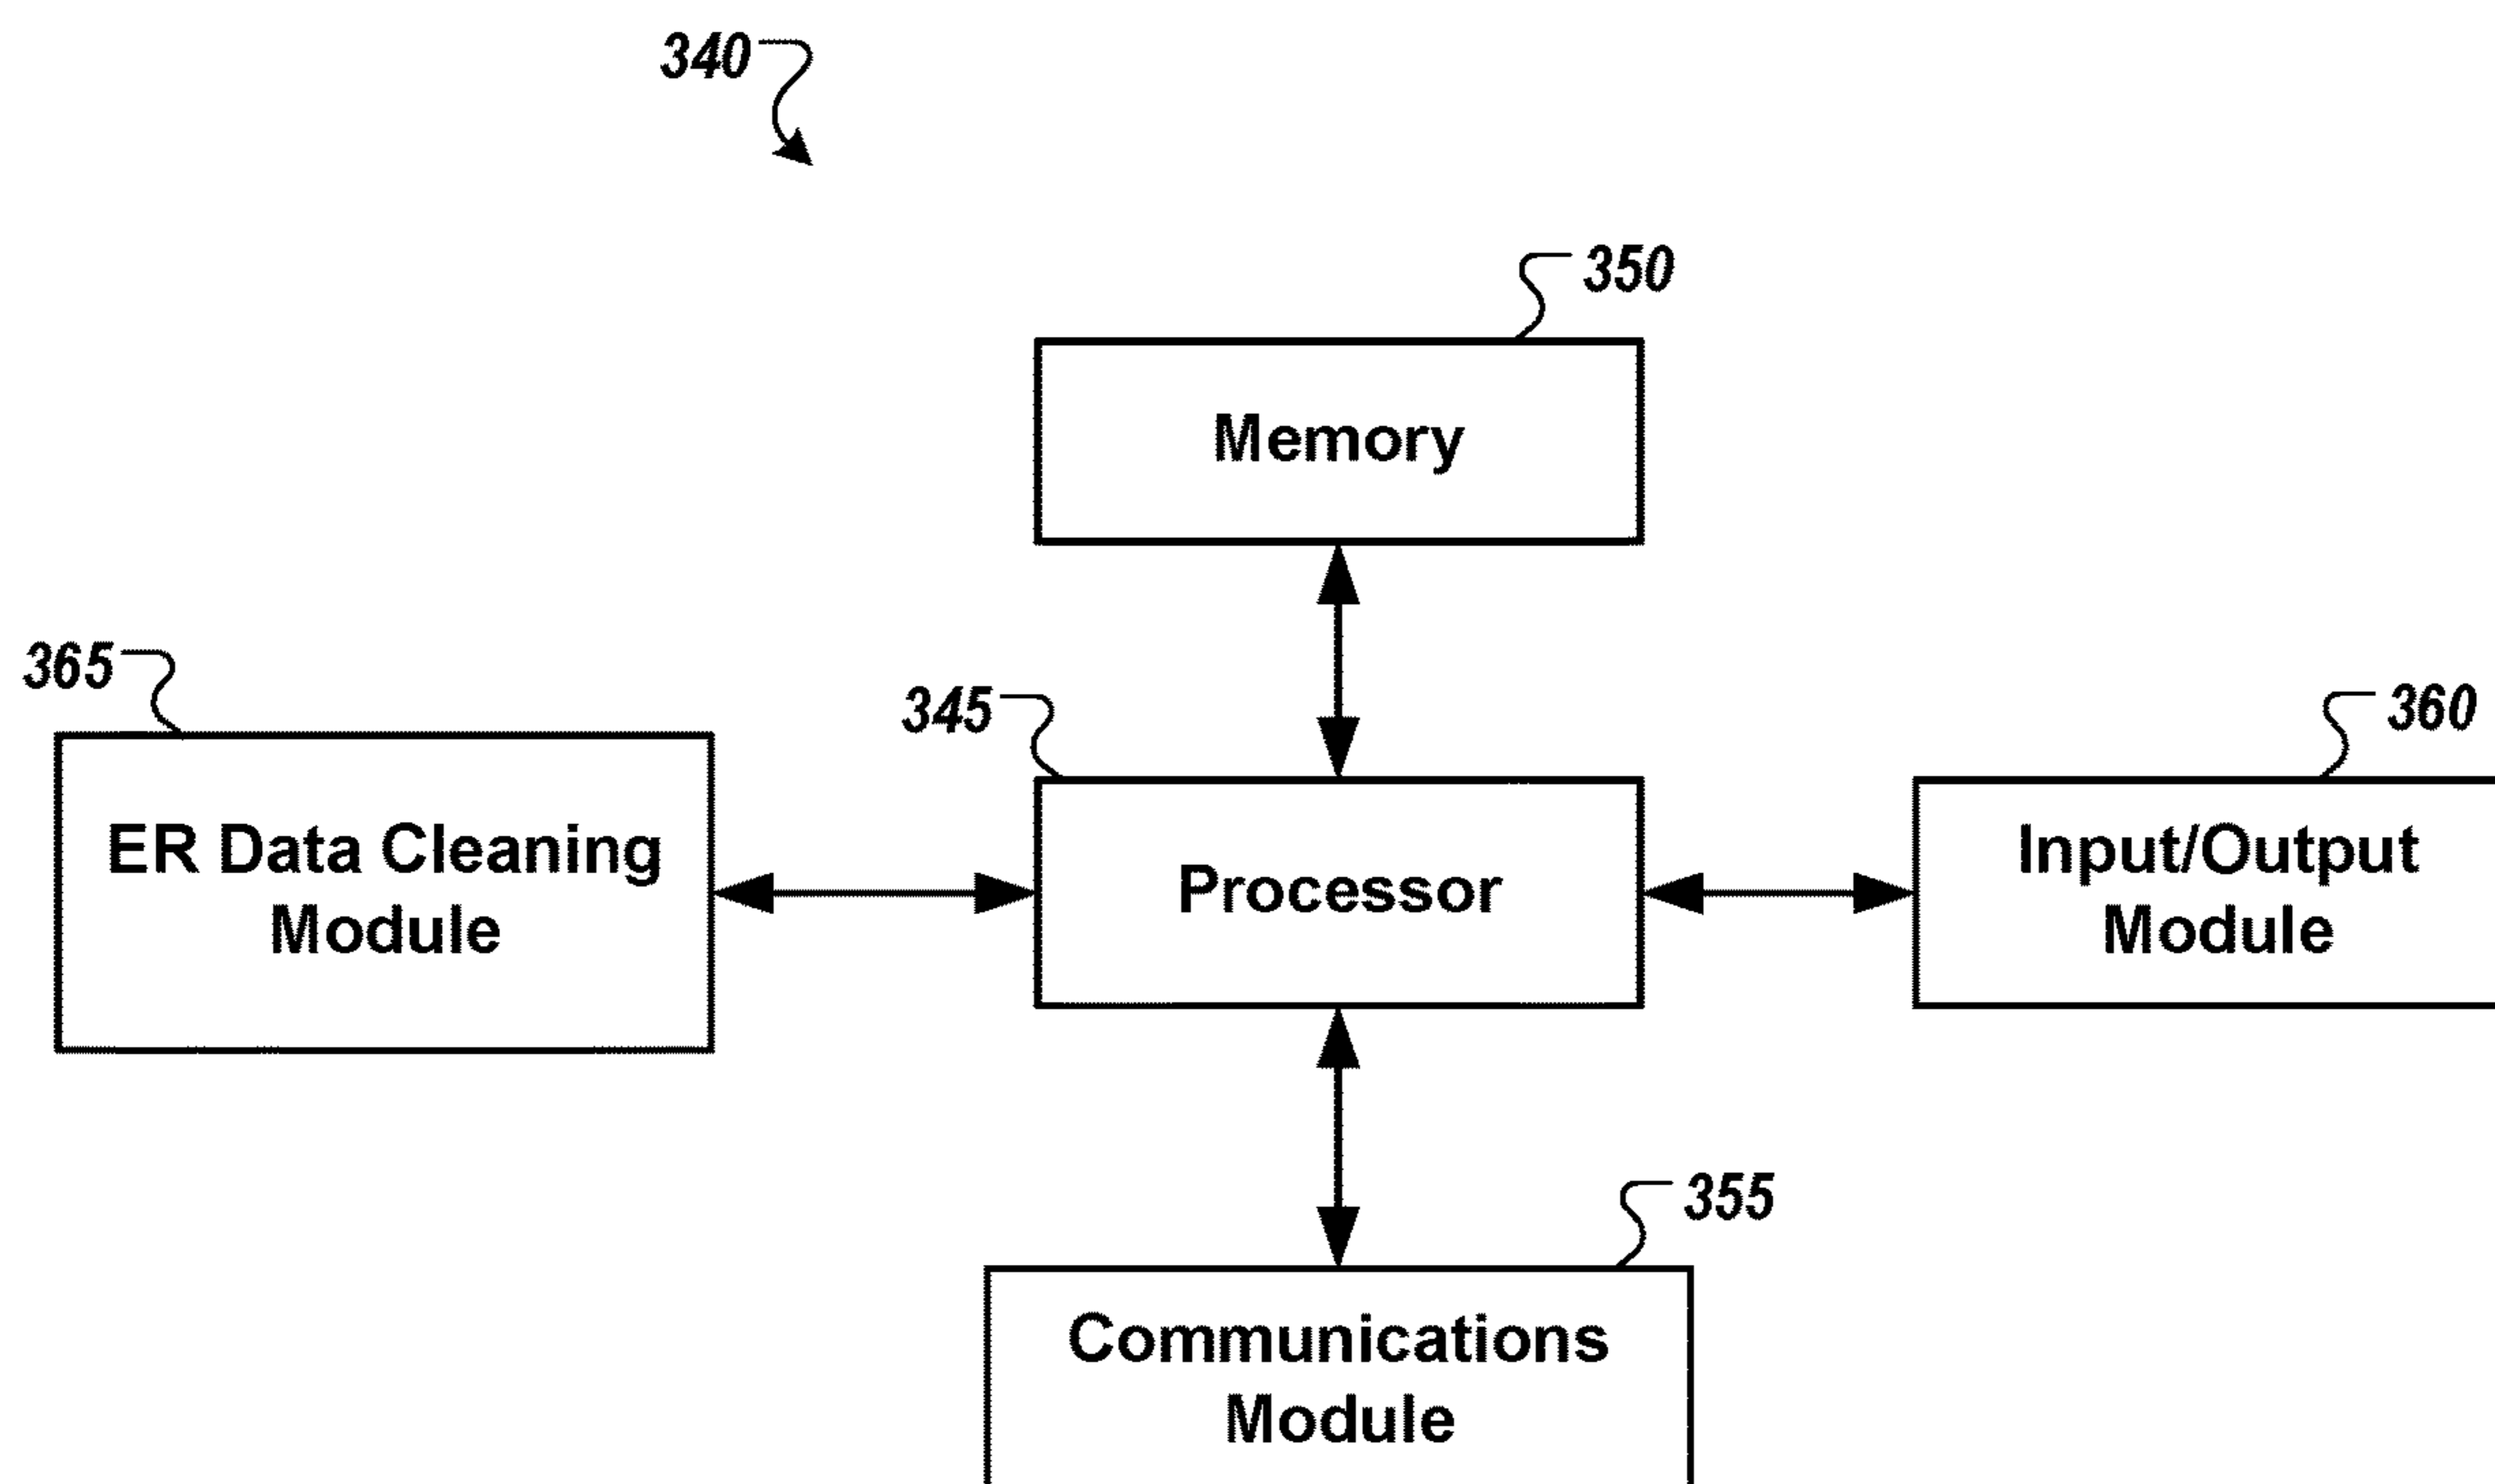 340
350
Memory
365
345
360
ER Data Cleaning
Module
Processor
Input/Output
Module
355
Communications
Module